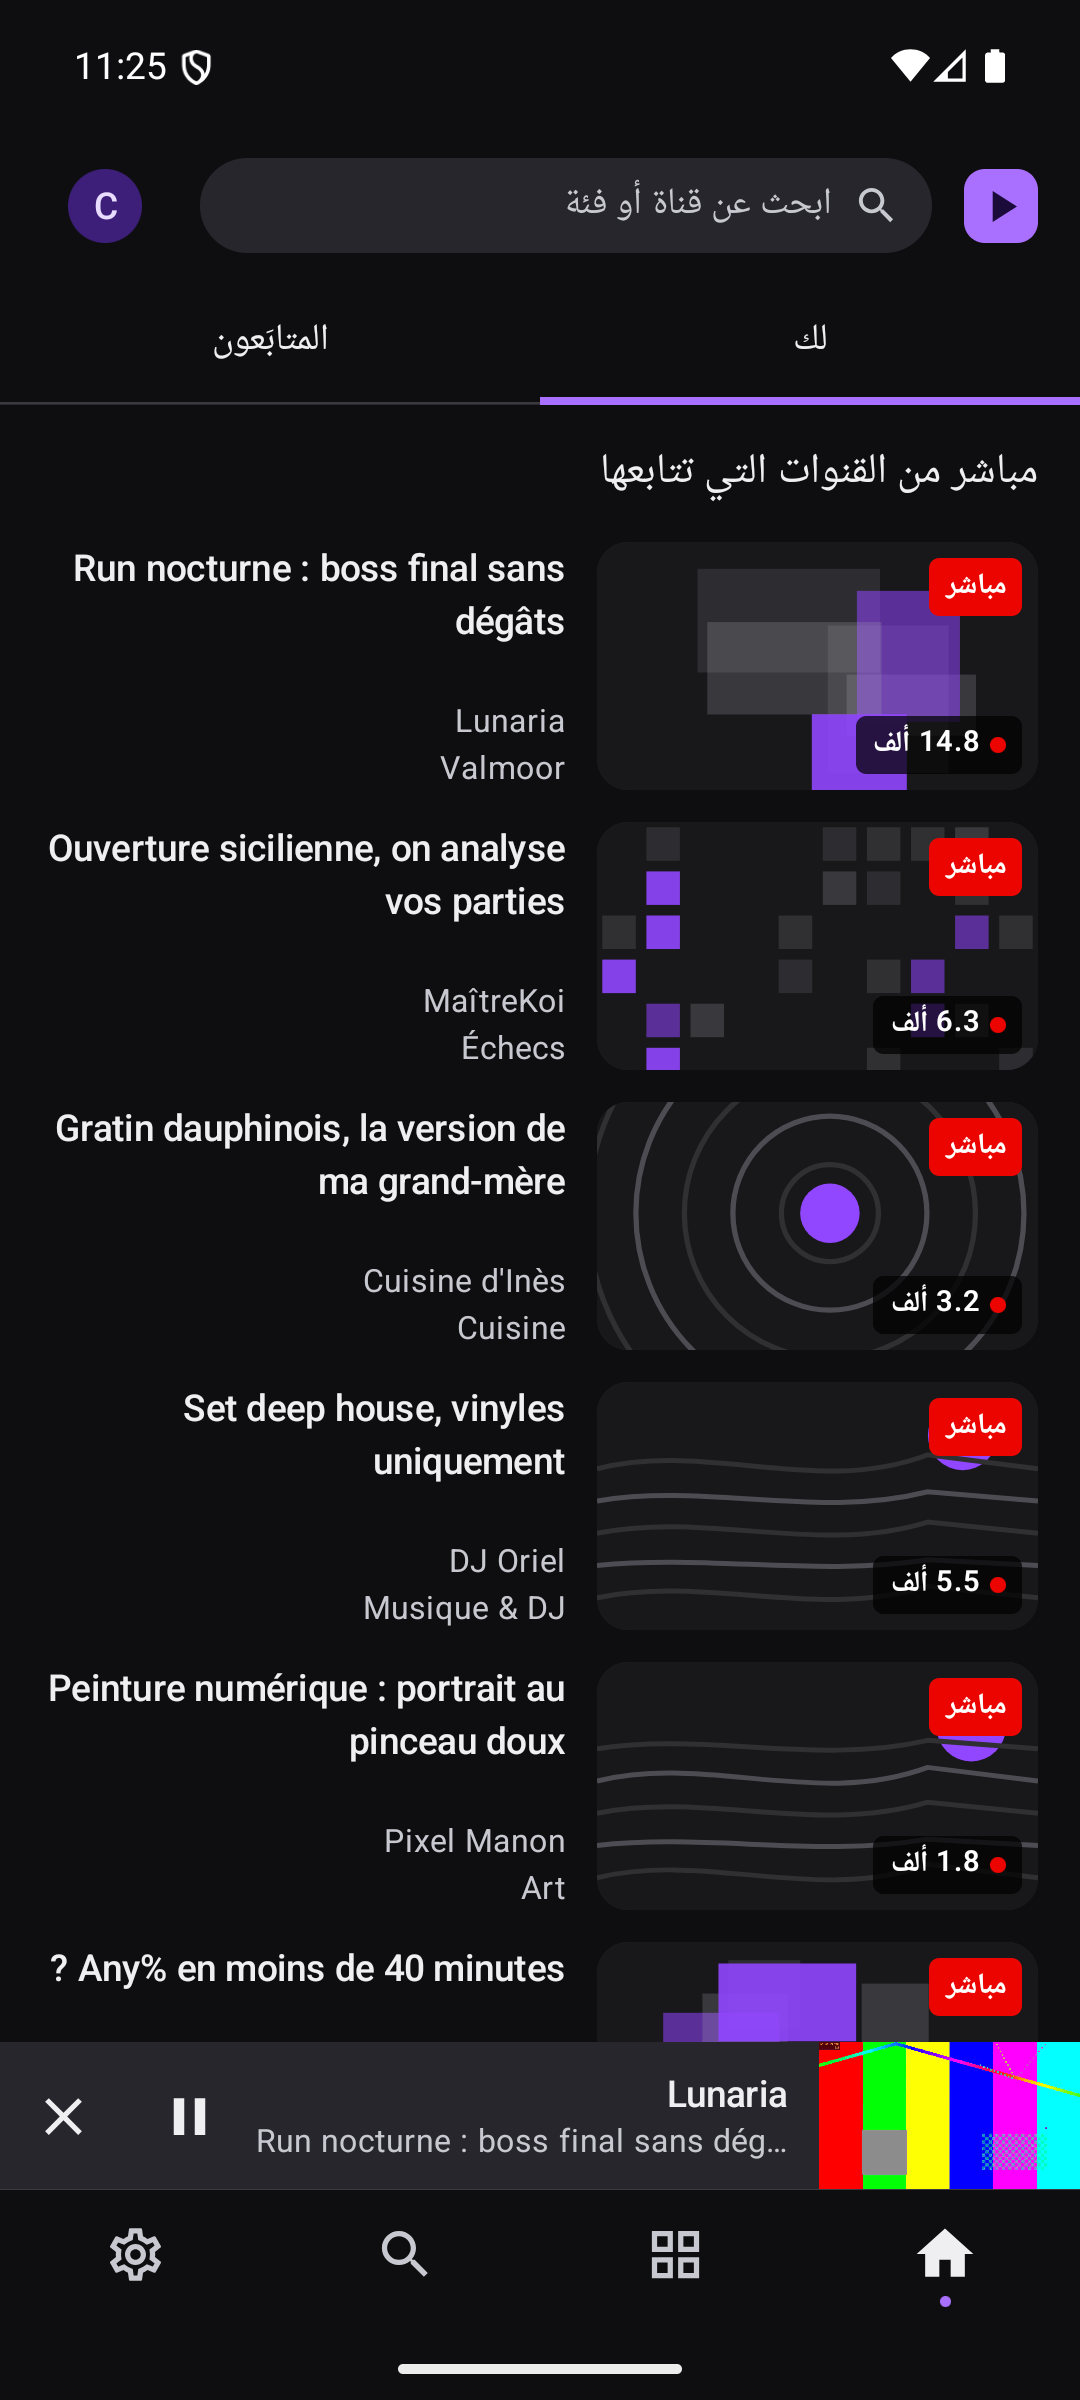 11:25
ابحث عن قناة أو فئة
C
لك
المتابَعون
مباشر من القنوات التي تتابعها
مباشر
14.8 ألف
Run nocturne : boss final sans
dégâts
Lunaria
Valmoor
مباشر
6.3 ألف
Ouverture sicilienne, on analyse
vos parties
MaîtreKoi
Échecs
مباشر
3.2 ألف
Gratin dauphinois, la version de
ma grand-mère
Cuisine d'Inès
Cuisine
مباشر
5.5 ألف
Set deep house, vinyles
uniquement
DJ Oriel
Musique & DJ
مباشر
1.8 ألف
Peinture numérique : portrait au
pinceau doux
Pixel Manon
Art
مباشر
Any% en moins de 40 minutes ?
Lunaria
Run nocturne : boss final sans dég…